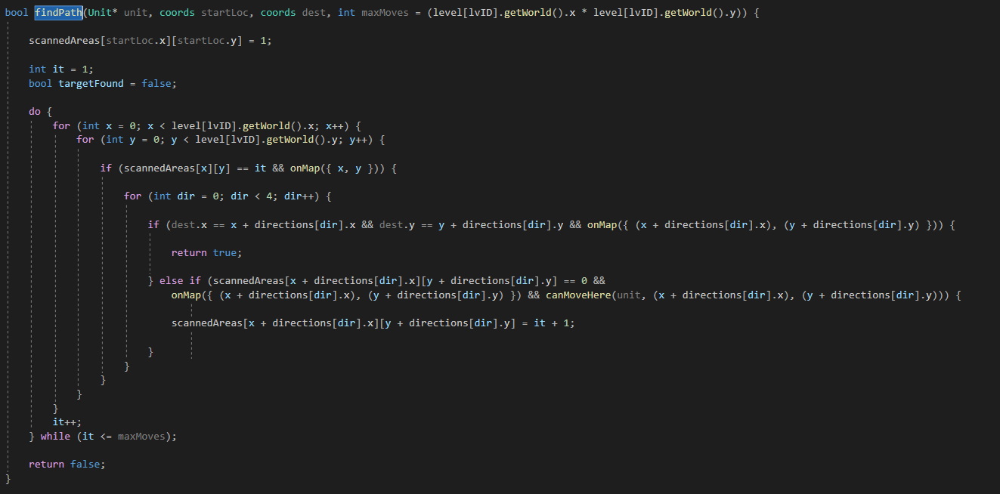 bool findPath(Unit* unit, coords startLoc, coords dest, int maxMoves = (level[lvID].getWorld().x * level[lvID].getWorld().y)) {
scannedAreas[startLoc.x][startLoc.y] = 1;
int it = 1;
bool targetFound = false;
do {
for (int x = 0; x < level[lvID].getWorld().x; x++) {
for (int y = 0; y < level[lvID].getWorld().y; y++) {
if (scannedAreas[x][y] == it && onMap({ x, y })) {
for (int dir = 0; dir < 4; dir++) {
if (dest.x == x + directions[dir].x && dest.y == y + directions[dir].y && onMap({ (x + directions[dir].x), (y + directions[dir].y) })) {
return true;
} else if (scannedAreas[x + directions[dir].x][y + directions[dir].y] == 0 &&
onMap({ (x + directions[dir].x), (y + directions[dir].y) }) && canMoveHere(unit, (x + directions[dir].x), (y + directions[dir].y))) {
scannedAreas[x + directions[dir].x][y + directions[dir].y] = it + 1;
}
}
}
}
}
it++;
} while (it <= maxMoves);
return false;
}